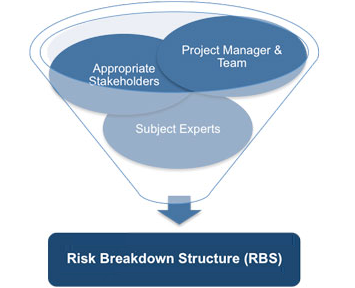 Appropriate
Stakeholders
Project Manager &
Team
Subject Experts
Risk Breakdown Structure (RBS)